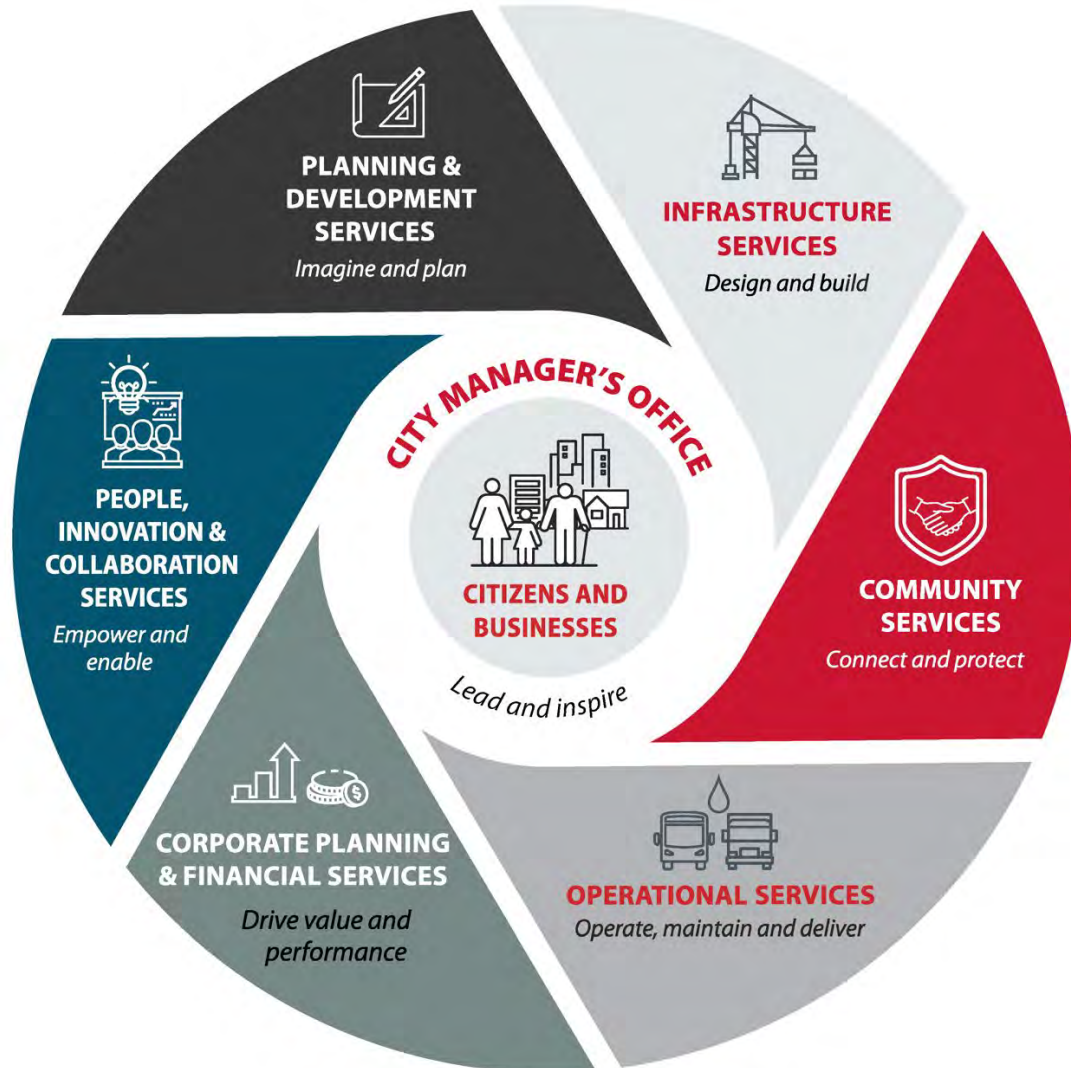 PLANNING &
DEVELOPMENT
SERVICES
Imagine and plan
INFRASTRUCTURE
SERVICES
Design and build
COMMUNITY
SERVICES
Connect and protect
OPERATIONAL SERVICES
Operate, maintain and deliver
CORPORATE PLANNING
& FINANCIAL SERVICES
Drive value and
performance
PEOPLE,
INNOVATION &
COLLABORATION
SERVICES
Empower and
enable
CITY MANAGER'S OFFICE
CITIZENS AND
BUSINESSES
Lead and inspire
$